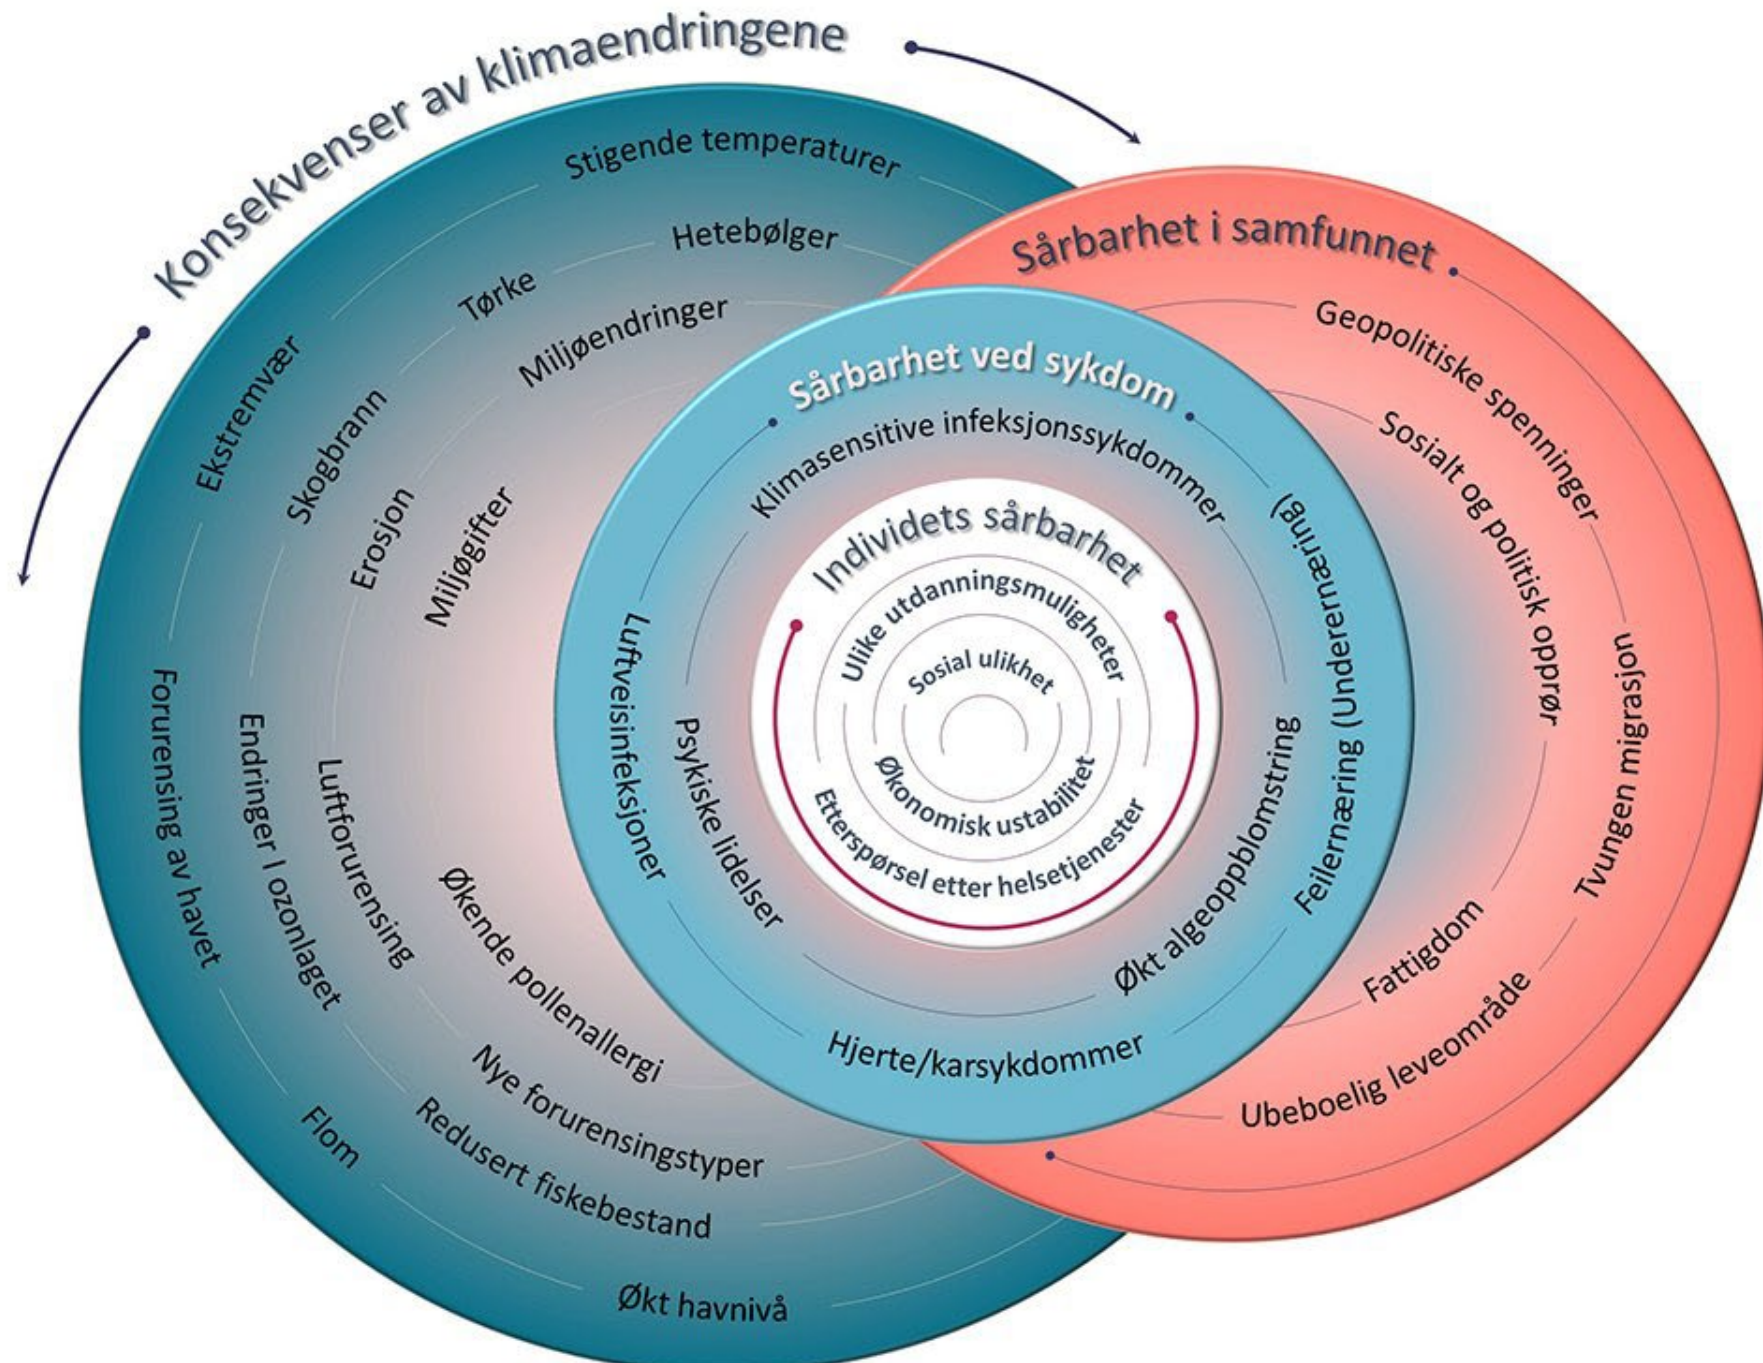 Konsekvenser av klimaendringene
Stigende temperaturer
Hetebølger
Tørke
Miljøendringer
Ekstremvær
Skogbrann
Erosjon
Miljøgifter
Forurensing av havet
Endringer I ozonlaget
Luftforurensing
Økende pollenallergi
Nye forurensingstyper
Redusert fiskebestand
Flom
Økt havnivå
Sårbarhet i samfunnet
Geopolitiske spenninger
Sosialt og politisk opprør
Tvungen migrasjon
Fattigdom
Ubeboelig leveområde
Sårbarhet ved sykdom
Klimasensitive infeksjonssykdommer
Feilernæring (Underernæring)
Luftveisinfeksjoner
Psykiske lidelser
Økt algeoppblomstring
Hjerte/karsykdommer
Individets sårbarhet
Ulike utdanningsmuligheter
Sosial ulikhet
Økonomisk ustabilitet
Etterspørsel etter helsetjenester